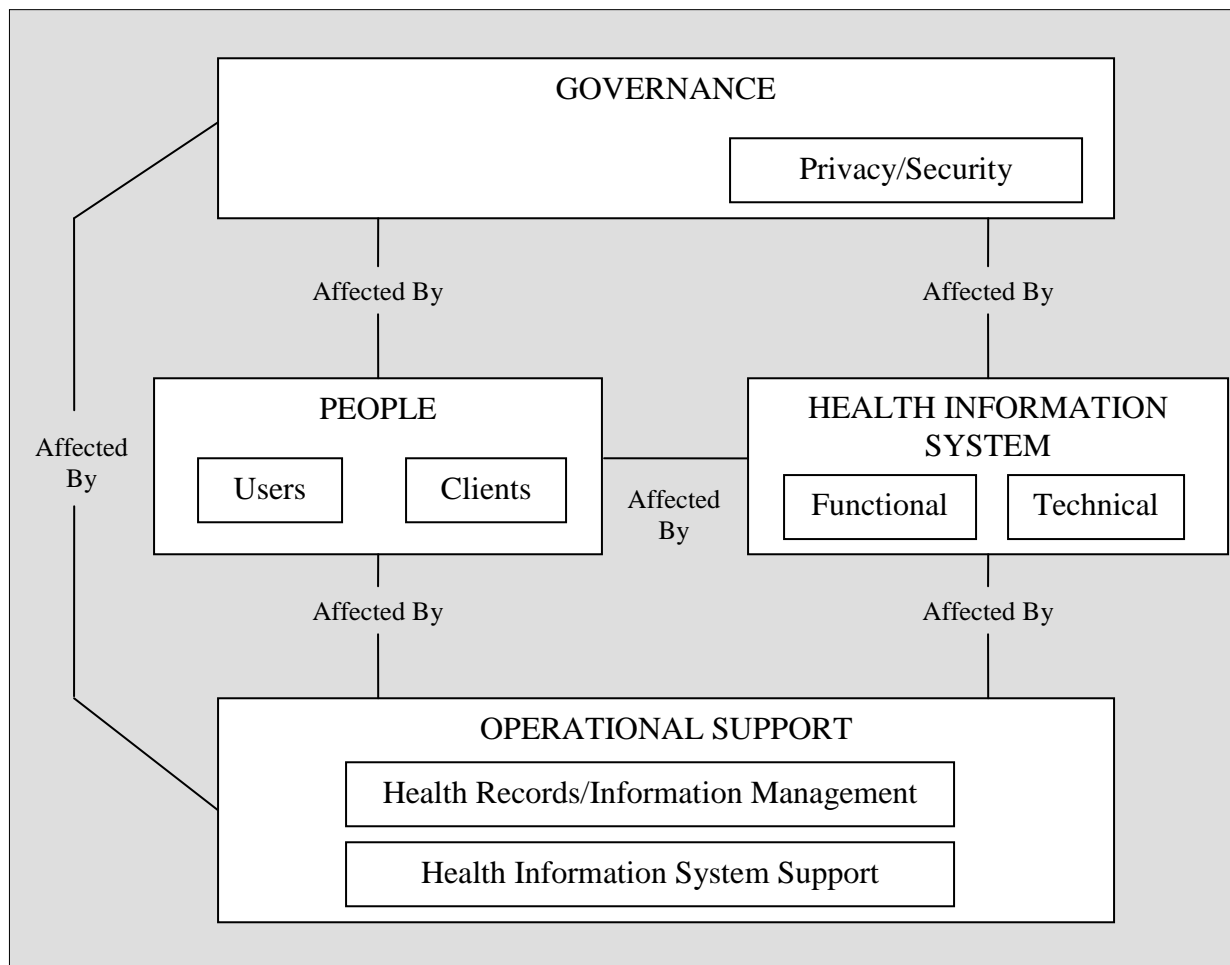 GOVERNANCE
Privacy/Security
Affected By
Affected By
PEOPLE
Users
Clients
HEALTH INFORMATION
SYSTEM
Functional
Technical
Affected
By
Affected
By
Affected By
Affected By
OPERATIONAL SUPPORT
Health Records/Information Management
Health Information System Support